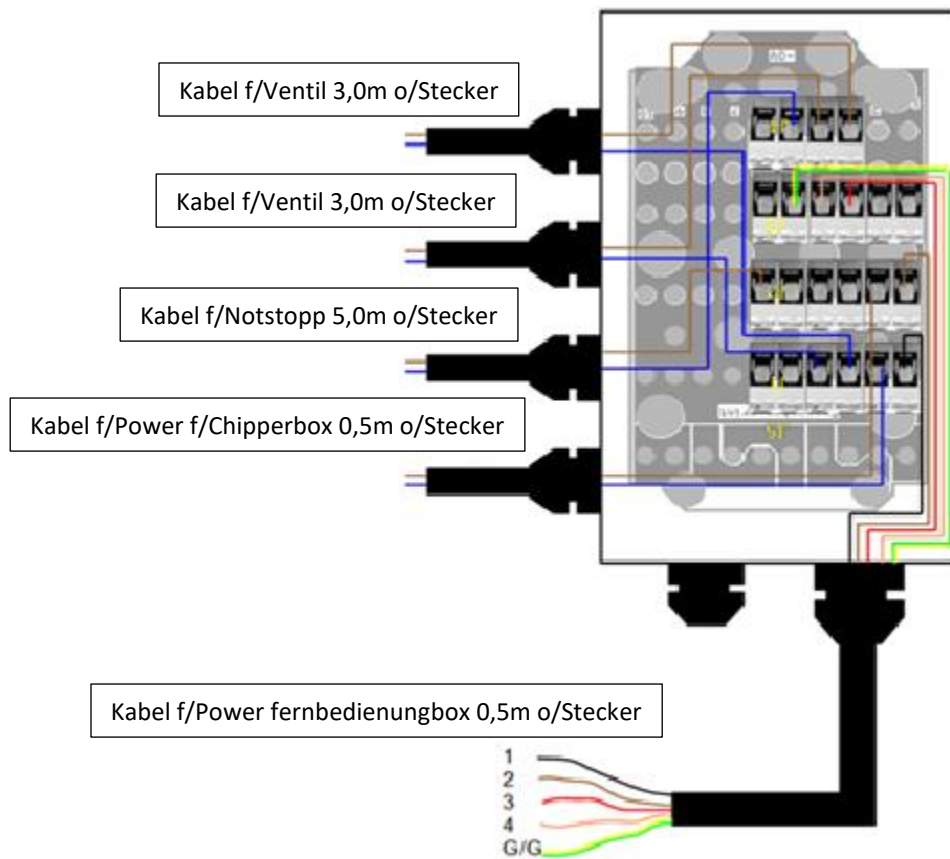 Kabel f/Ventil 3,0m o/Stecker
Kabel f/Ventil 3,0m o/Stecker
Kabel f/Notstopp 5,0m o/Stecker
Kabel f/Power f/Chipperbox 0,5m o/Stecker
Kabel f/Power fernbedienungbox 0,5m o/Stecker
1
2
3
4
G/G